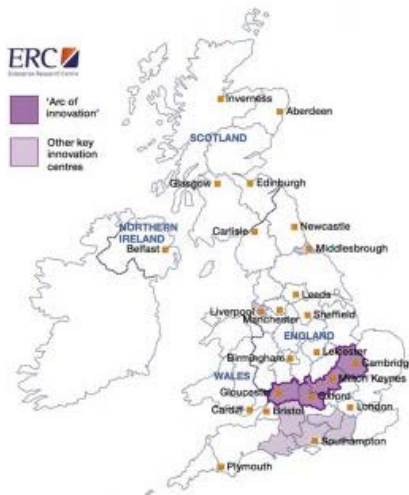 ERC
Enterprise Research Centre
'Arc of
innovation'
Other key
innovation
centres
Inverness
Aberdeen
SCOTLAND
Glasgow
Edinburgh
NORTHERN
IRELAND
Belfast
Carlisle
Newcastle
Middlesbrough
Leeds
Liverpool
Manchester
Sheffield
ENGLAND
Leicester
Birmingham
Cambridge
WALES
Milton Keynes
Gloucester
Oxford
Cardiff
Bristol
London
Southampton
Plymouth